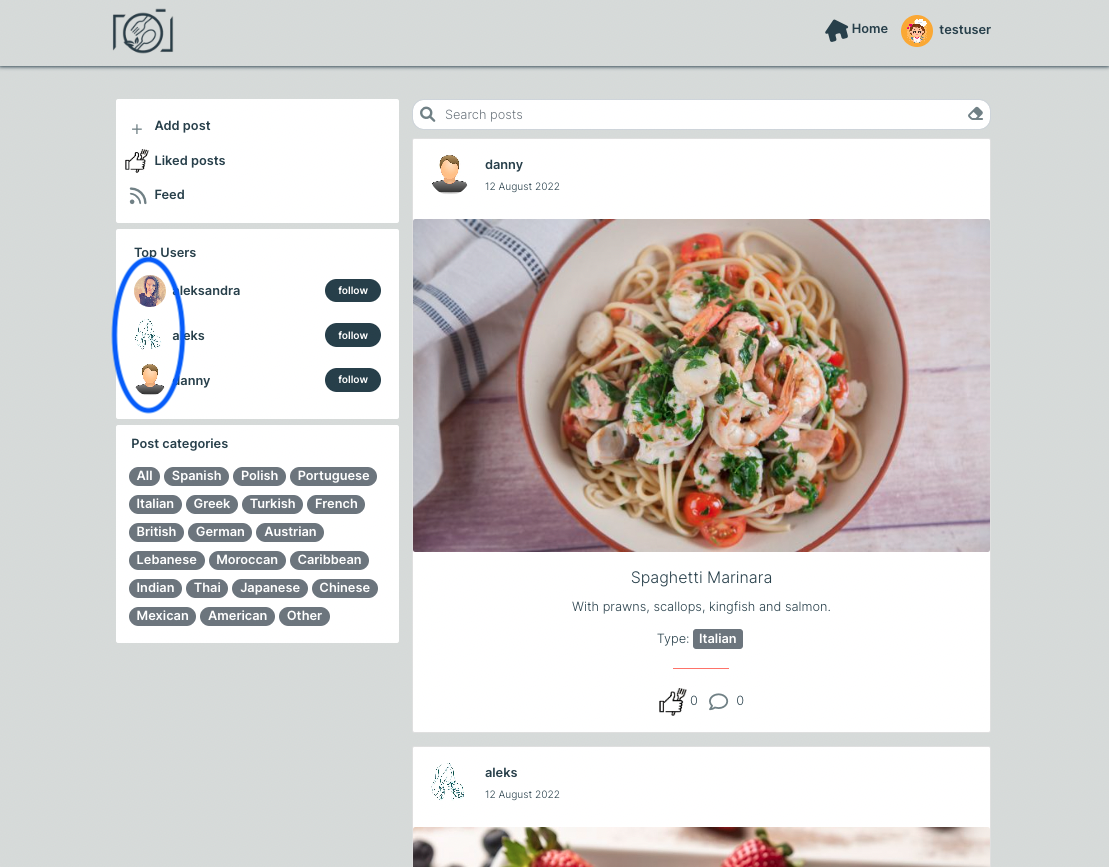 Home testuser
Add post
Liked posts
Feed
Top Users
aleksandra follow
aleks follow
danny follow
Post categories
All Spanish Polish Portuguese
Italian Greek Turkish French
British German Austrian
Lebanese Moroccan Caribbean
Indian Thai Japanese Chinese
Mexican American Other
Search posts
danny
12 August 2022
Spaghetti Marinara
With prawns, scallops, kingfish and salmon.
Type: Italian
0 0
aleks
12 August 2022